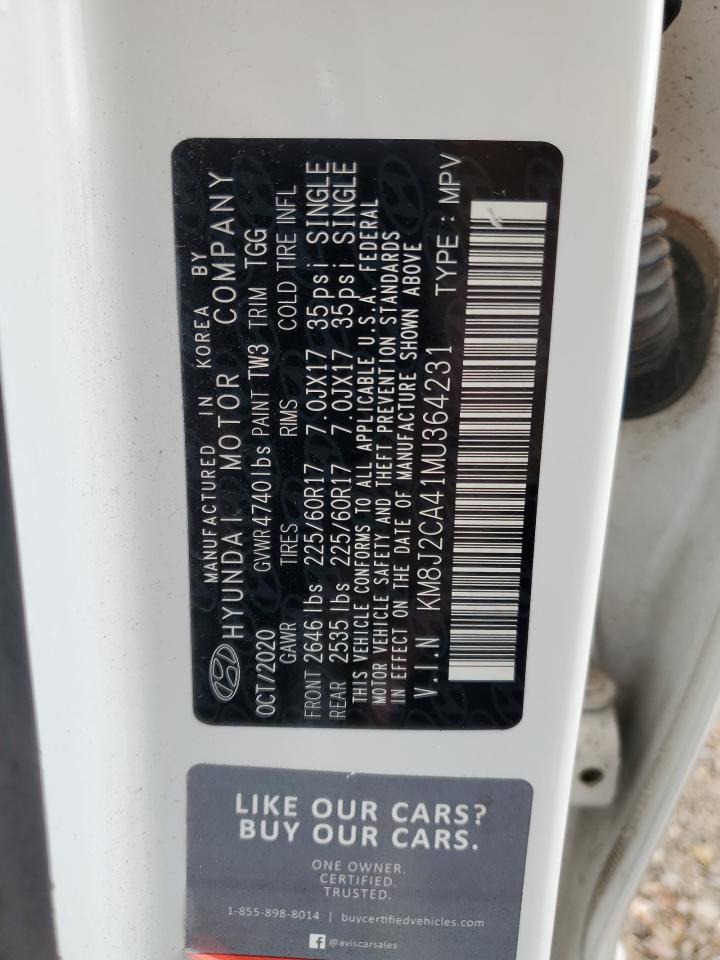 MANUFACTURED IN KOREA BY
HYUNDAI MOTOR COMPANY
OCT/2020 GVWR 4740lbs PAINT TW3 TRIM TGG
GAWR TIRES RIMS COLD TIRE INFL
FRONT 2646lbs 225/60R17 7.0JX17 35psi SINGLE
REAR 2535lbs 225/60R17 7.0JX17 35psi SINGLE
THIS VEHICLE CONFORMS TO ALL APPLICABLE U.S.A. FEDERAL
MOTOR VEHICLE SAFETY AND THEFT PREVENTION STANDARDS
IN EFFECT ON THE DATE OF MANUFACTURE SHOWN ABOVE
V.I.N KM8J2CA41MU364231 TYPE : MPV
LIKE OUR CARS?
BUY OUR CARS.
ONE OWNER.
CERTIFIED.
TRUSTED.
1-855-898-8014 | buycertifiedvehicles.com
f @aviscarsales